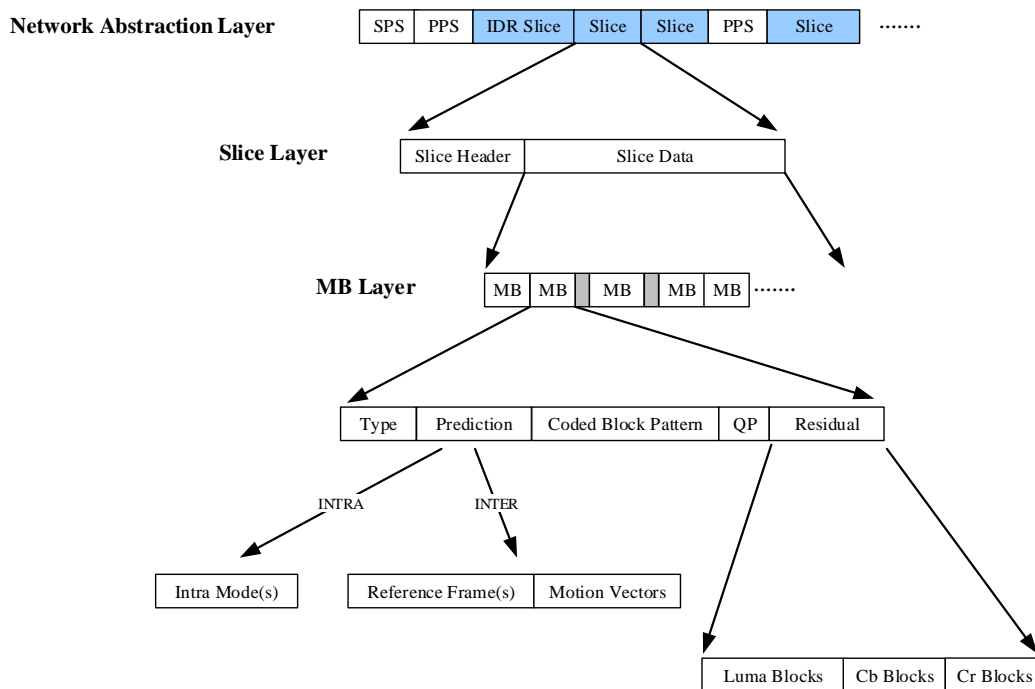 Network Abstraction Layer SPS PPS IDR Slice Slice Slice PPS Slice .......
Slice Layer Slice Header Slice Data
MB Layer MB MB MB MB MB .......
Type Prediction Coded Block Pattern QP Residual
INTRA INTER
Intra Mode(s) Reference Frame(s) Motion Vectors
Luma Blocks Cb Blocks Cr Blocks